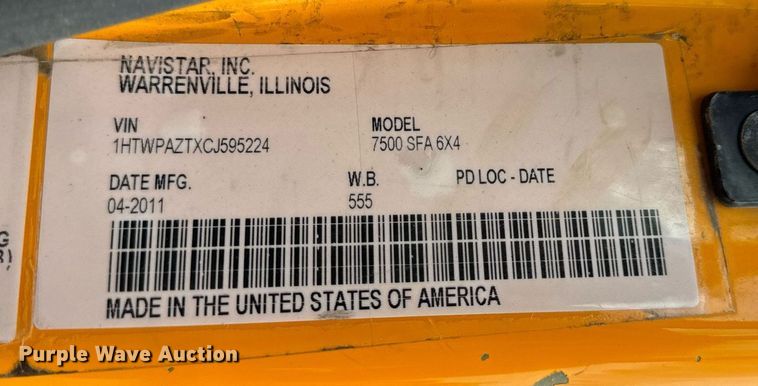 NAVISTAR, INC.
WARRENVILLE, ILLINOIS
VIN MODEL
1HTWPAZTXCJ595224 7500 SFA 6X4
DATE MFG. W.B. PD LOC - DATE
04-2011 555
MADE IN THE UNITED STATES OF AMERICA
Purple Wave Auction